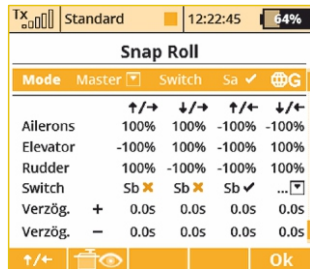 Tx Standard 12:22:45 64%
Snap Roll
Mode Master Switch Sa ✔ G
↑/→ ↓/→ ↑/← ↓/←
Ailerons 100% 100% -100% -100%
Elevator -100% 100% -100% 100%
Rudder 100% -100% -100% 100%
Switch Sb ✖ Sb ✖ Sb ✔ ...
Verzög. + 0.0s 0.0s 0.0s 0.0s
Verzög. – 0.0s 0.0s 0.0s 0.0s
↑/← Ok